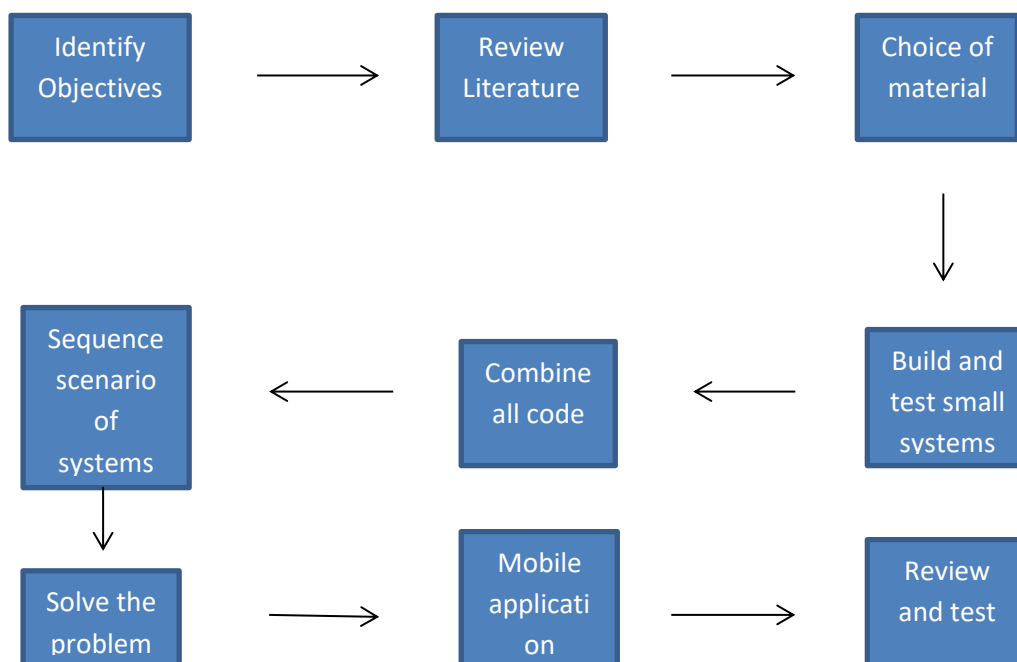 Identify
Objectives
Review
Literature
Choice of
material
Build and
test small
systems
Combine
all code
Sequence
scenario
of
systems
Solve the
problem
Mobile
applicati
on
Review
and test